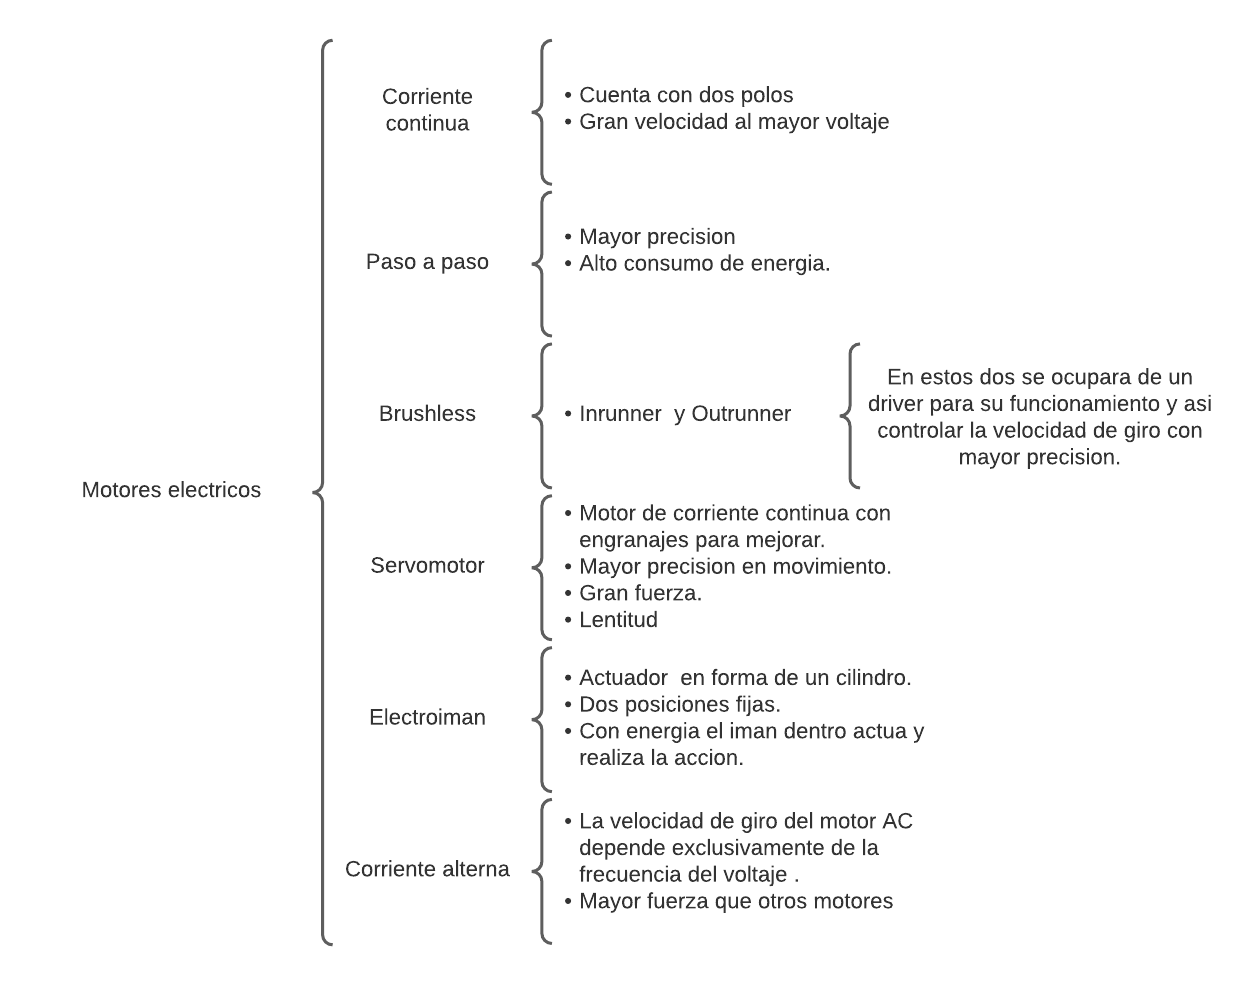 Motores electricos
Corriente
continua
• Cuenta con dos polos
• Gran velocidad al mayor voltaje
Paso a paso
• Mayor precision
• Alto consumo de energia.
Brushless
• Inrunner  y Outrunner
En estos dos se ocupara de un
driver para su funcionamiento y asi
controlar la velocidad de giro con
mayor precision.
Servomotor
• Motor de corriente continua con
engranajes para mejorar.
• Mayor precision en movimiento.
• Gran fuerza.
• Lentitud
Electroiman
• Actuador  en forma de un cilindro.
• Dos posiciones fijas.
• Con energia el iman dentro actua y
realiza la accion.
Corriente alterna
• La velocidad de giro del motor AC
depende exclusivamente de la
frecuencia del voltaje .
• Mayor fuerza que otros motores